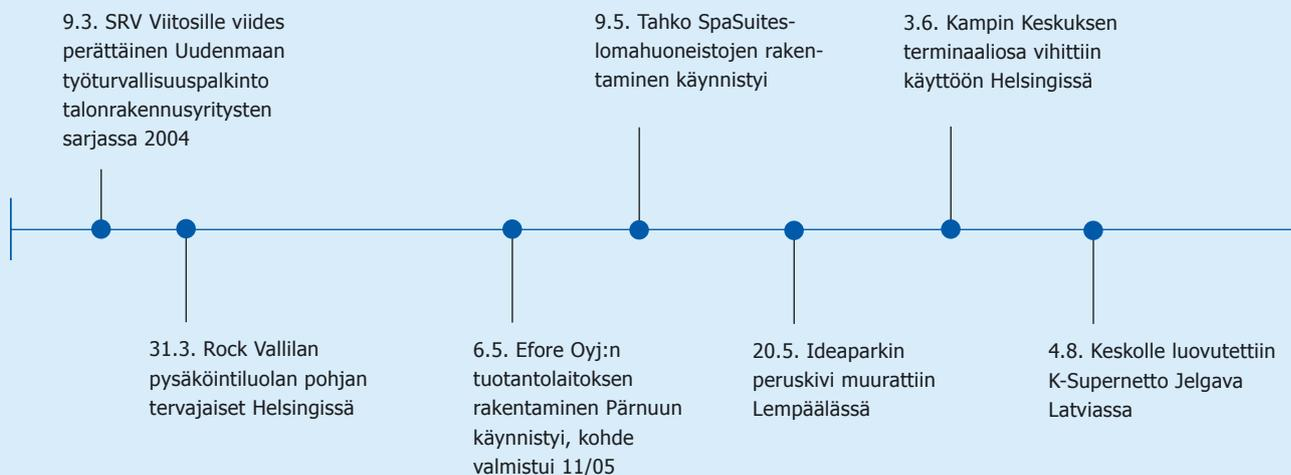 9.3. SRV Viitosille viides
perättäinen Uudenmaan
työturvallisuuspalkinto
talonrakennusyritysten
sarjassa 2004
31.3. Rock Vallilan
pysäköintiluolan pohjan
tervajaiset Helsingissä
6.5. Efore Oyj:n
tuotantolaitoksen
rakentaminen Pärnuun
käynnistyi, kohde
valmistui 11/05
9.5. Tahko SpaSuites-
lomahuoneistojen raken-
taminen käynnistyi
20.5. Ideaparkin
peruskivi muurattiin
Lempäälässä
3.6. Kampin Keskuksen
terminaaliosa vihittiin
käyttöön Helsingissä
4.8. Keskolle luovutettiin
K-Supernetto Jelgava
Latviassa